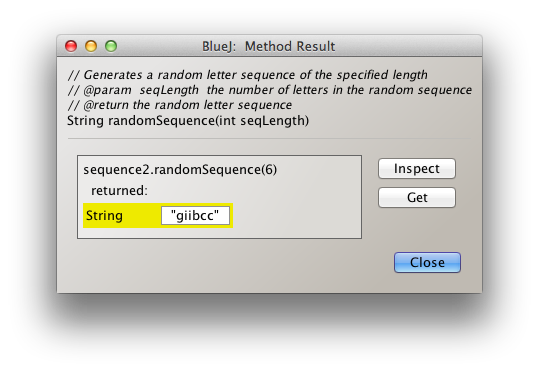 BlueJ: Method Result
// Generates a random letter sequence of the specified length
// @param  seqLength  the number of letters in the random sequence
// @return the random letter sequence
String randomSequence(int seqLength)
sequence2.randomSequence(6)
returned:
String "giibcc"
Inspect
Get
Close